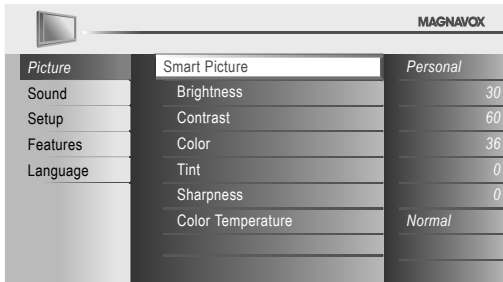 MAGNAVOX
Picture Smart Picture Personal
Sound Brightness 30
Setup Contrast 60
Features Color 36
Language Tint 0
Sharpness 0
Color Temperature Normal